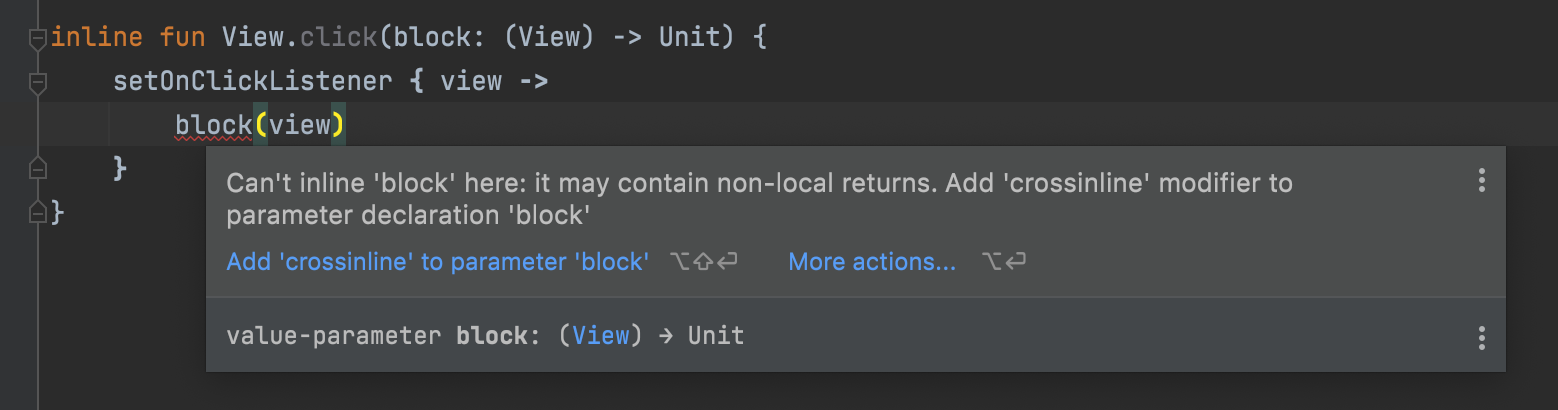 inline fun View.click(block: (View) -> Unit) {
setOnClickListener { view ->
block(view)
}
}
Can't inline 'block' here: it may contain non-local returns. Add 'crossinline' modifier to
parameter declaration 'block'
Add 'crossinline' to parameter 'block' ⌥⇧⏎ More actions... ⌥⏎
value-parameter block: (View) → Unit